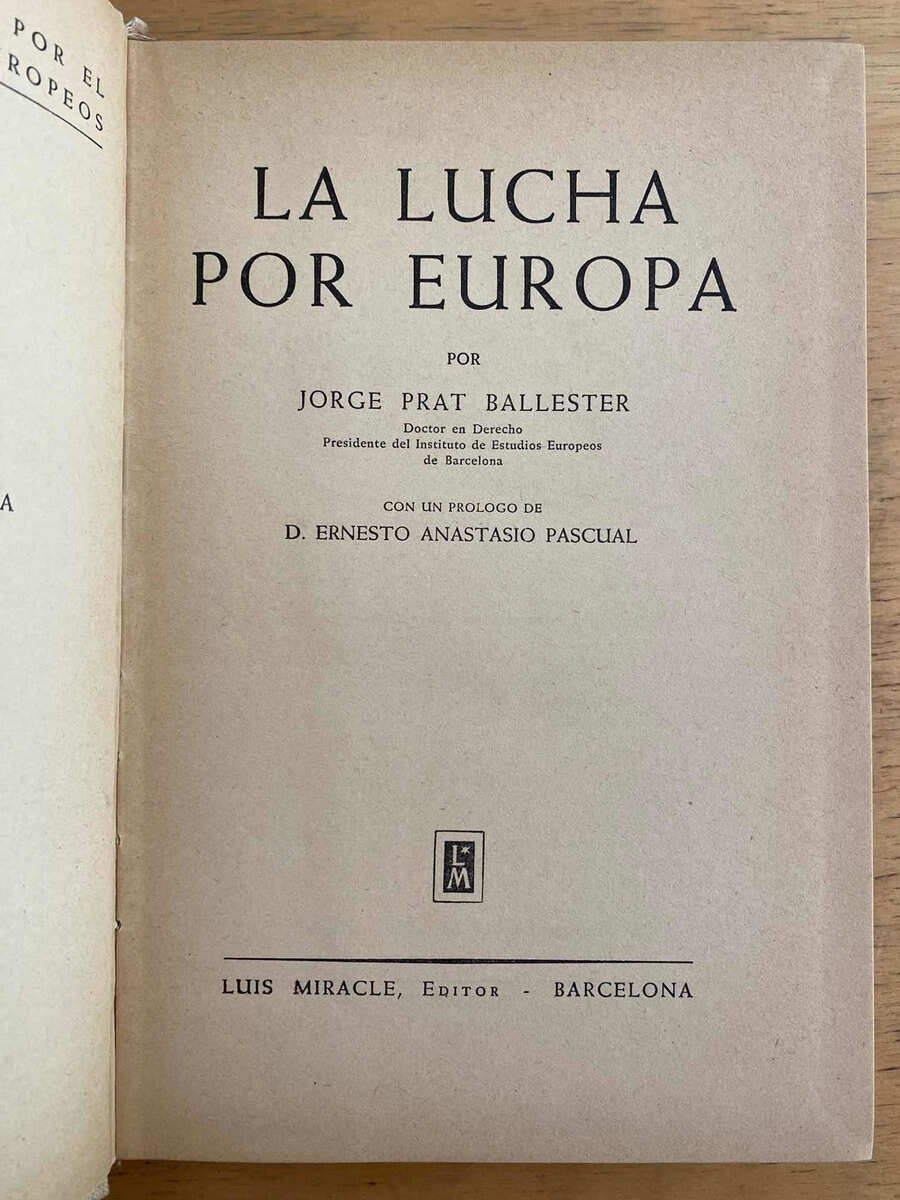 POR EL
ROPEOS
A
LA LUCHA
POR EUROPA
POR
JORGE PRAT BALLESTER
Doctor en Derecho
Presidente del Instituto de Estudios Europeos
de Barcelona
CON UN PROLOGO DE
D. ERNESTO ANASTASIO PASCUAL
L*
M
LUIS MIRACLE, EDITOR - BARCELONA